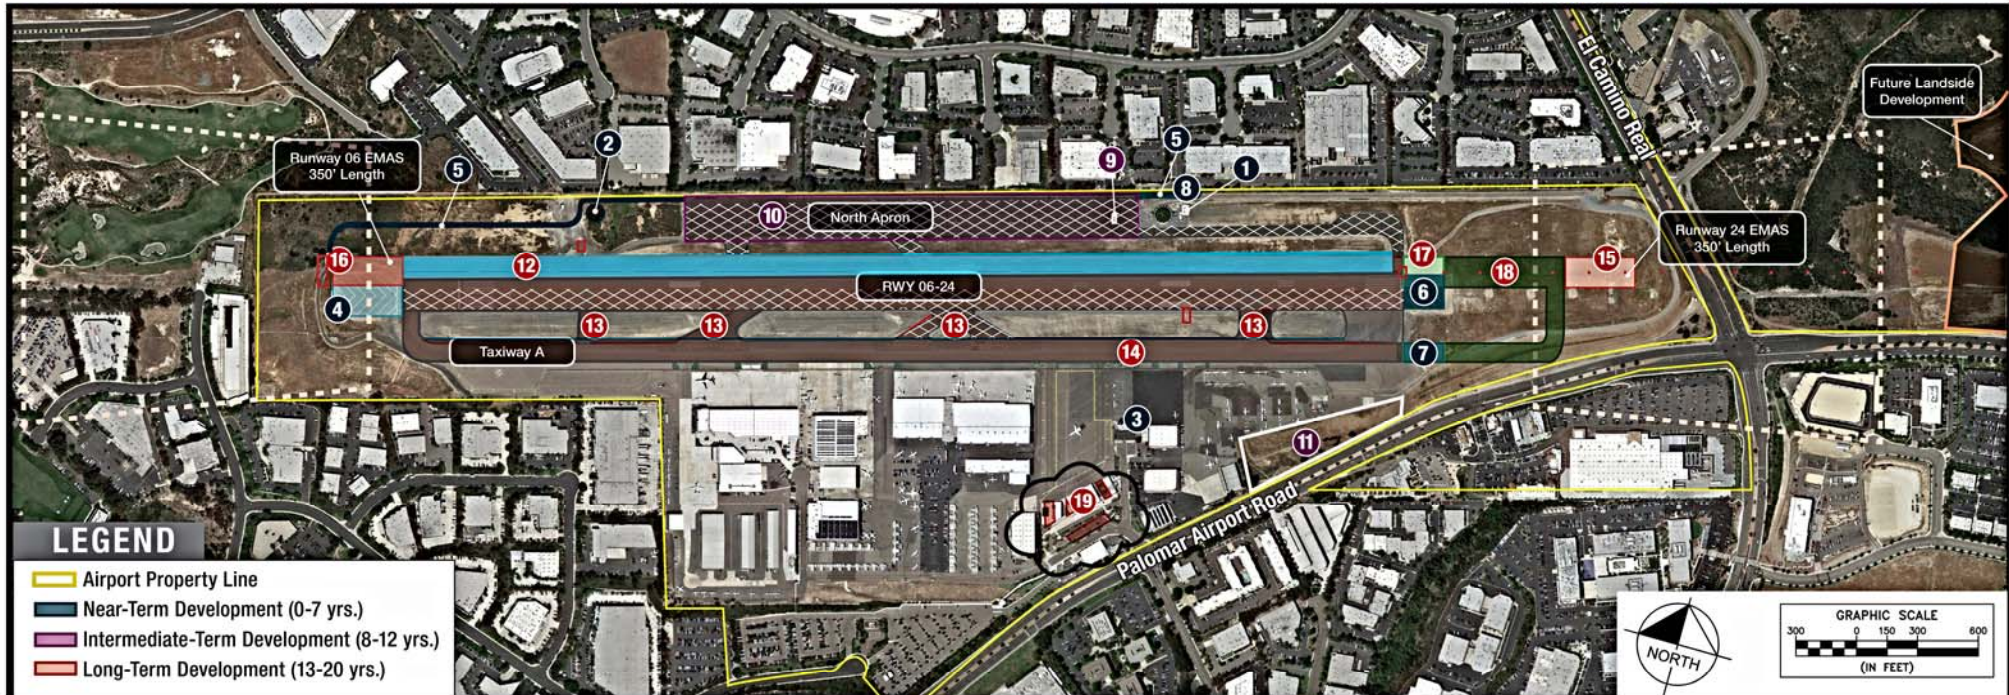 El Camino Real
Future Landside
Development
2
5
9
1
Runway 06 EMAS
350' Length
5
8
10
North Apron
Runway 24 EMAS
350' Length
16
12
17
18
15
RWY 06-24
6
4
13
13
13
13
Taxiway A
14
7
3
11
19
Palomar Airport Road
LEGEND
Airport Property Line
Near-Term Development (0-7 yrs.)
Intermediate-Term Development (8-12 yrs.)
Long-Term Development (13-20 yrs.)
NORTH
GRAPHIC SCALE
300 0 150 300 600
(IN FEET)